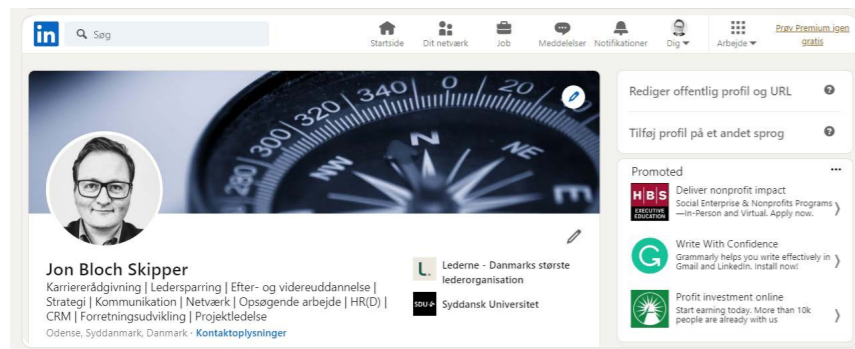 in
Søg
Startside
Dit netværk
Job
Meddelelser
Notifikationer
Dig
Arbejde
Prøv Premium igen
gratis
280
300
320
340
0
20
NW
N
NE
Rediger offentlig profil og URL
Tilføj profil på et andet sprog
Promoted
HBS
EXECUTIVE
EDUCATION
Deliver nonprofit impact
Social Enterprise & Nonprofits Programs
—In-Person and Virtual. Apply now.
G
Write With Confidence
Grammarly helps you write effectively in
Gmail and LinkedIn. Install now!
Profit investment online
Start earning today. More than 10k
people are already with us
Jon Bloch Skipper
Karriererådgivning | Ledersparring | Efter- og videreuddannelse |
Strategi | Kommunikation | Netværk | Opsøgende arbejde | HR(D) |
CRM | Forretningsudvikling | Projektledelse
Odense, Syddanmark, Danmark · Kontaktoplysninger
L.
Lederne - Danmarks største
lederorganisation
SDU
Syddansk Universitet